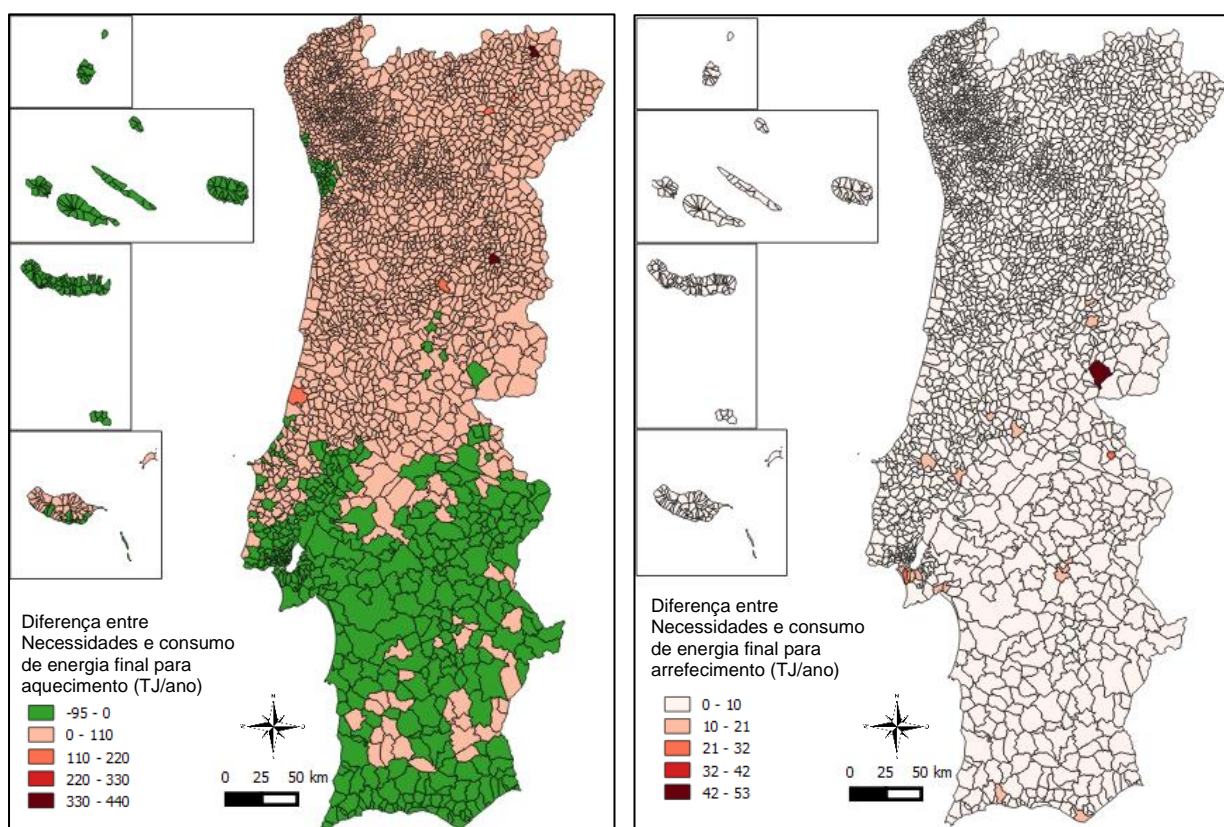 Diferença entre
Necessidades e consumo
de energia final para
aquecimento (TJ/ano)
-95 - 0
0 - 110
110 - 220
220 - 330
330 - 440
N
0 25 50 km
Diferença entre
Necessidades e consumo
de energia final para
arrefecimento (TJ/ano)
0 - 10
10 - 21
21 - 32
32 - 42
42 - 53
N
0 25 50 km